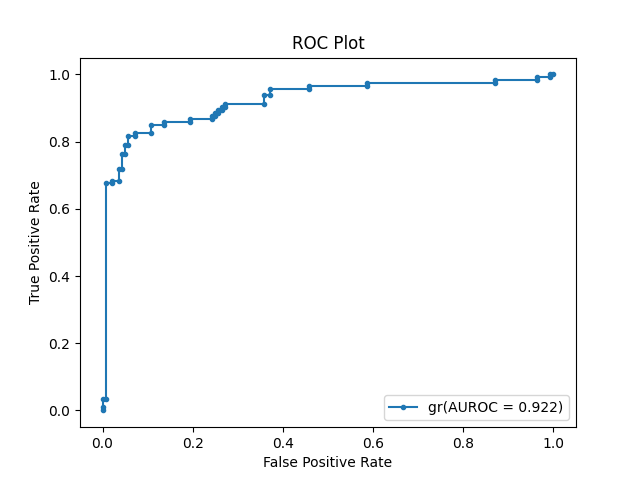 ROC Plot
True Positive Rate
1.0
0.8
0.6
0.4
0.2
0.0
gr(AUROC = 0.922)
0.0 0.2 0.4 0.6 0.8 1.0
False Positive Rate